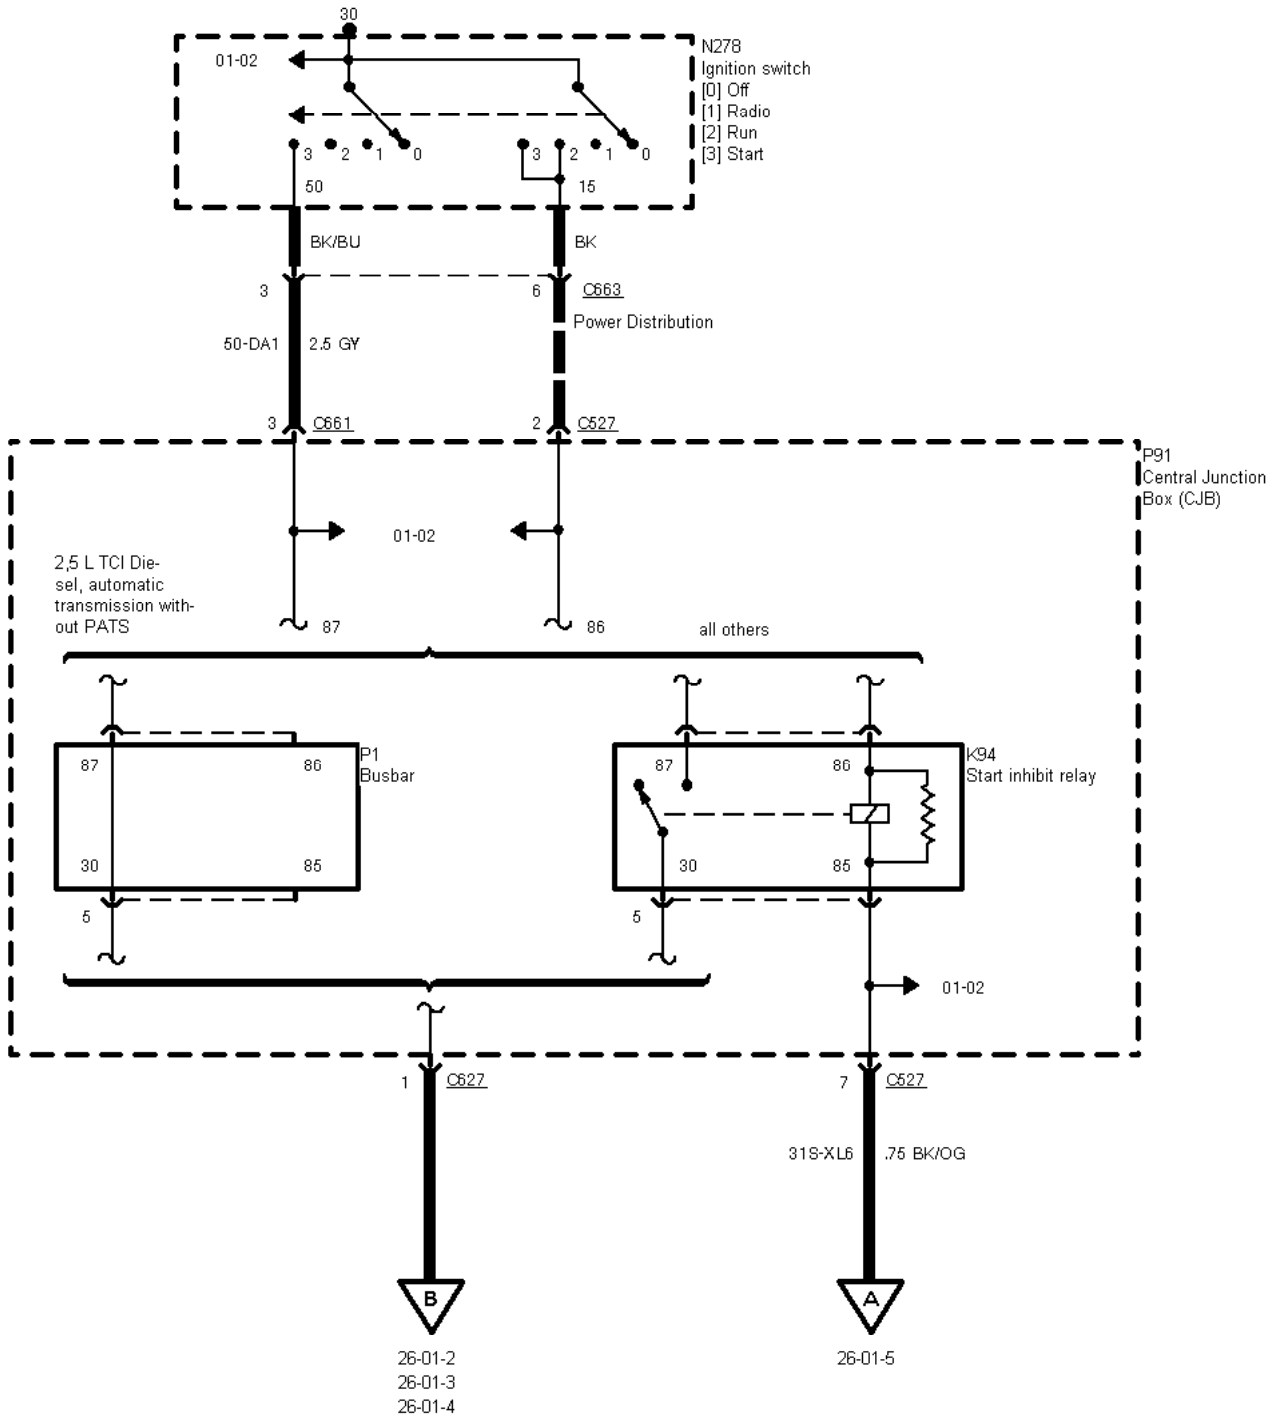 30
N278
01-02
Ignition switch
[0] Off
[1] Radio
[2] Run
[3] Start
3 2 1 0
3 2 1 0
50
15
BK/BU
BK
3
6
C663
Power Distribution
50-DA1
2.5 GY
3
C661
2
C527
P91
Central Junction
Box (CJB)
01-02
2,5 L TCI Die-
sel, automatic
transmission with-
out PATS
87
86
all others
P1
Busbar
87
86
30
85
5
K94
Start inhibit relay
87
86
30
85
5
01-02
1
C627
7
C527
31S-XL6
.75 BK/OG
B
A
26-01-2
26-01-3
26-01-4
26-01-5